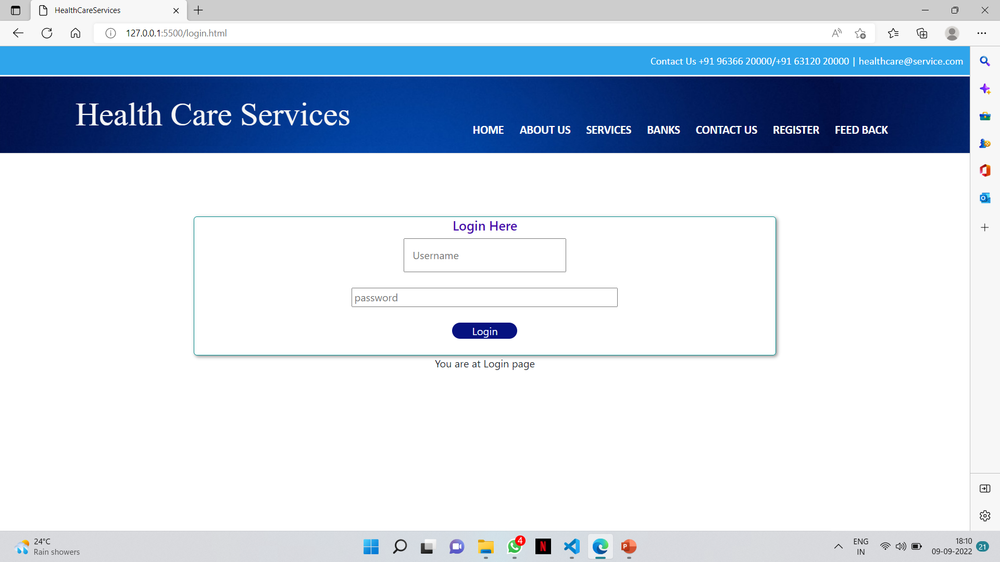 HealthCareServices
127.0.0.1:5500/login.html
Contact Us +91 96366 20000/+91 63120 20000 | healthcare@service.com
Health Care Services
HOME ABOUT US SERVICES BANKS CONTACT US REGISTER FEED BACK
Login Here
Username
password
Login
You are at Login page
24°C
Rain showers
4
N
P
ENG
IN
18:10
09-09-2022
21